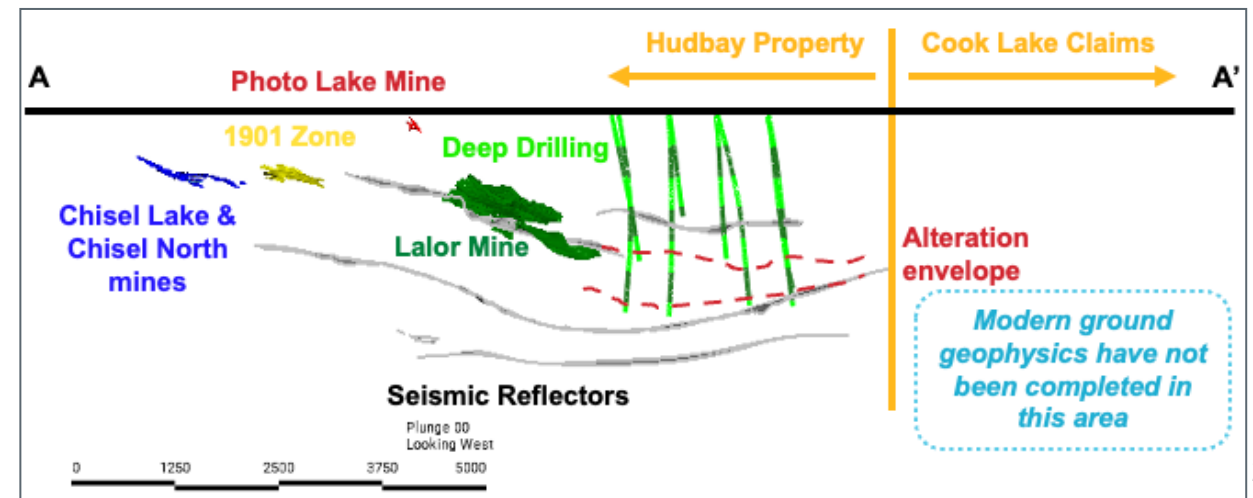 Hudbay Property
Cook Lake Claims
A
Photo Lake Mine
A'
1901 Zone
Deep Drilling
Chisel Lake &
Chisel North
mines
Lalor Mine
Alteration
envelope
Modern ground
geophysics have not
been completed in
this area
Seismic Reflectors
Plunge 00
Looking West
0 1250 2500 3750 5000